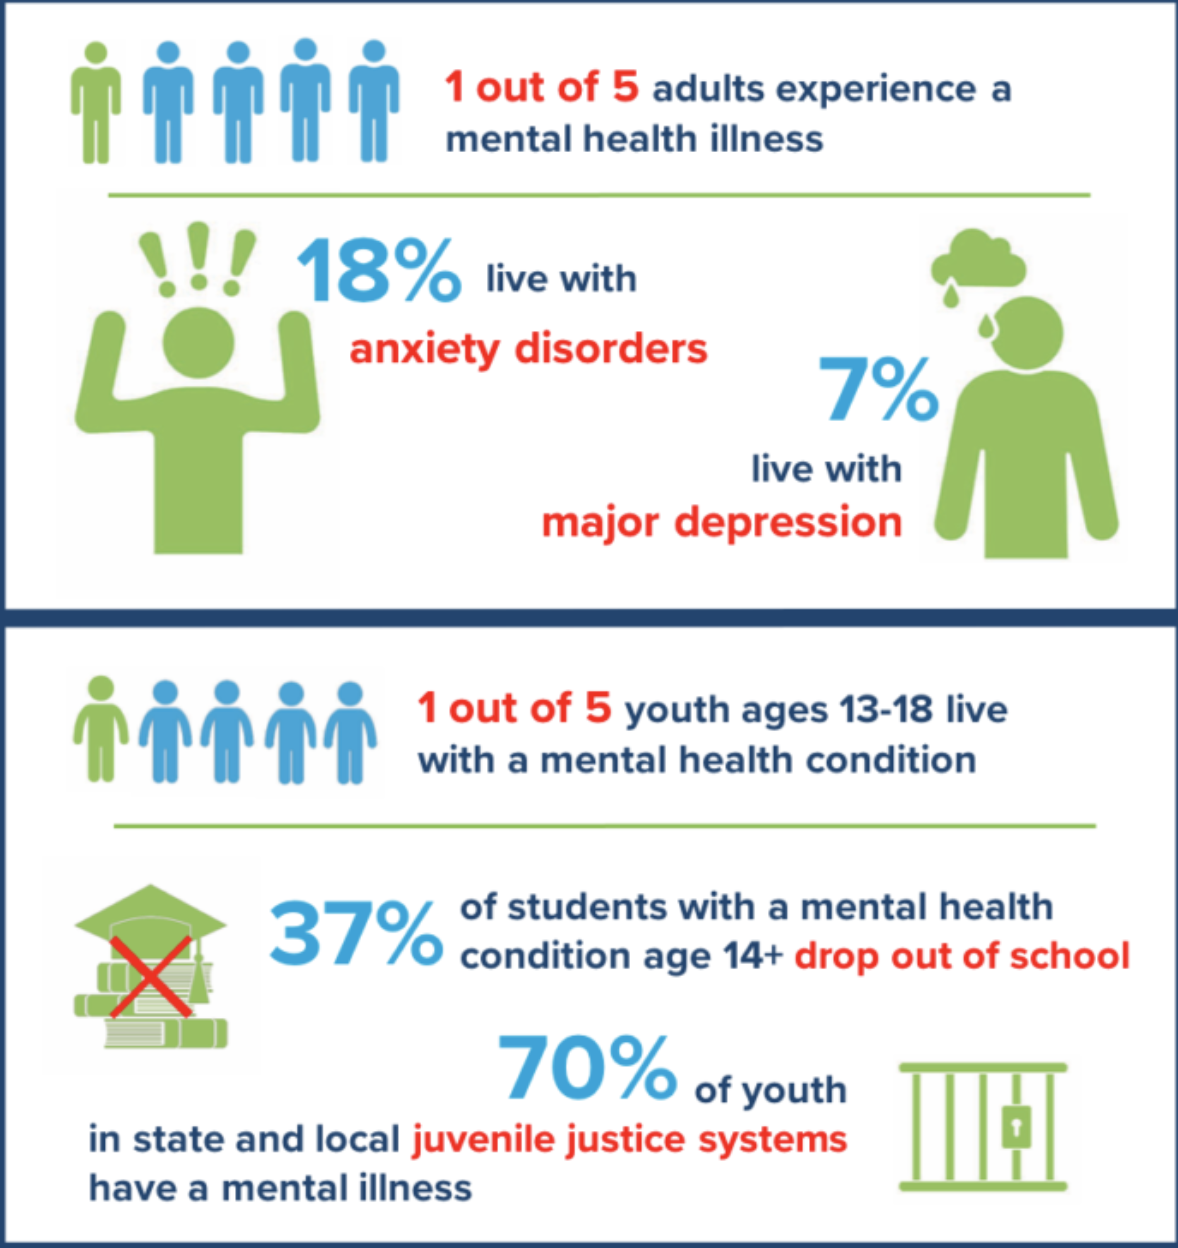 1 out of 5 adults experience a
mental health illness
18% live with
anxiety disorders
7%
live with
major depression
1 out of 5 youth ages 13-18 live
with a mental health condition
37% of students with a mental health
condition age 14+ drop out of school
70% of youth
in state and local juvenile justice systems
have a mental illness